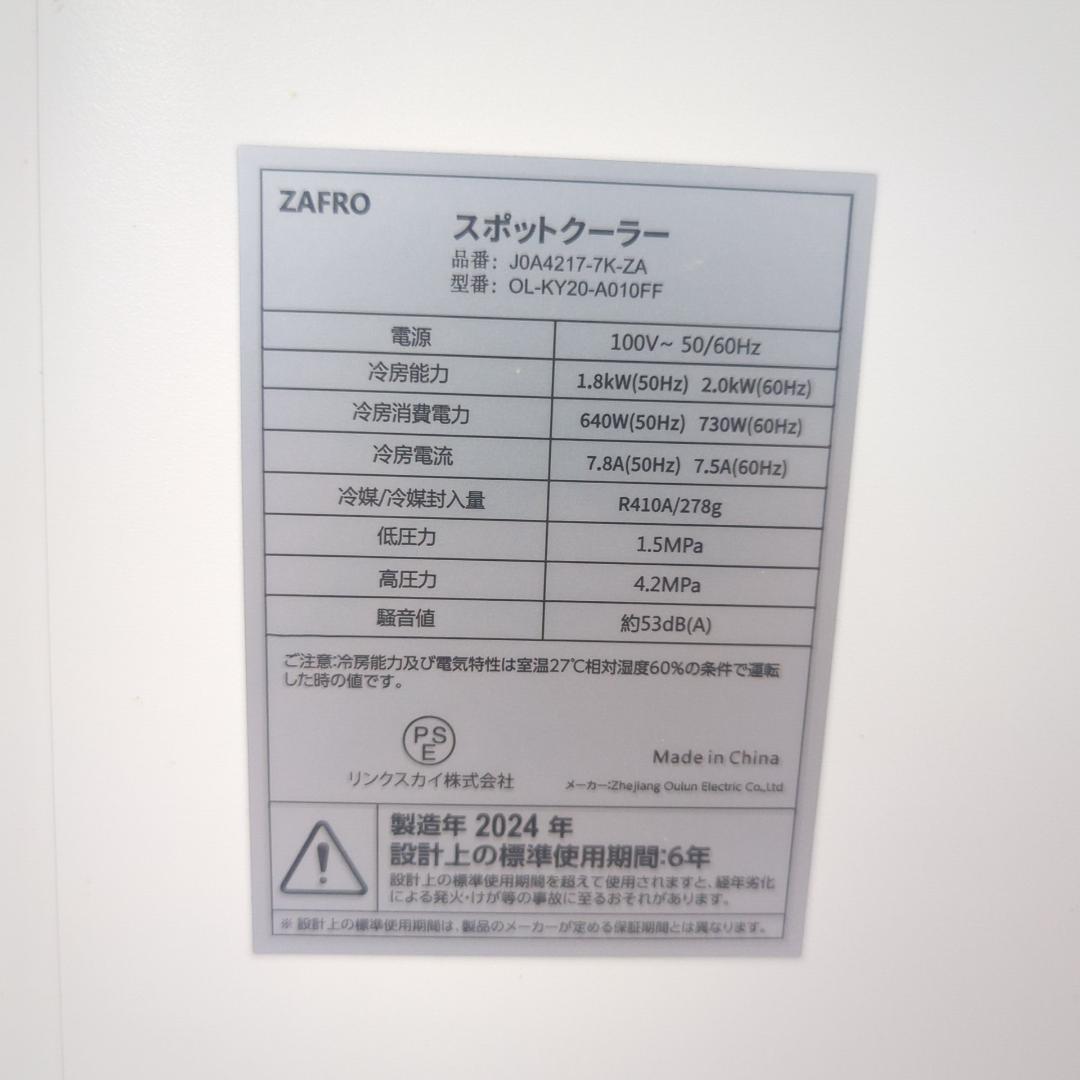 ZAFRO
スポットクーラー
品番: J0A4217-7K-ZA
型番: OL-KY20-A010FF
電源 100V~ 50/60Hz
冷房能力 1.8kW(50Hz) 2.0kW(60Hz)
冷房消費電力 640W(50Hz) 730W(60Hz)
冷房電流 7.8A(50Hz) 7.5A(60Hz)
冷媒/冷媒封入量 R410A/278g
低圧力 1.5MPa
高圧力 4.2MPa
騒音値 約53dB(A)
ご注意:冷房能力及び電気特性は室温27℃相対湿度60%の条件で運転
した時の値です。
PSE
Made in China
リンクスカイ株式会社 メーカー:Zhejiang Oulun Electric Co.,Ltd
製造年 2024 年
設計上の標準使用期間:6年
設計上の標準使用期間を超えて使用されますと、経年劣化
による発火・けが等の事故に至るおそれがあります。
※ 設計上の標準使用期間は、製品のメーカーが定める保証期間とは異なります。